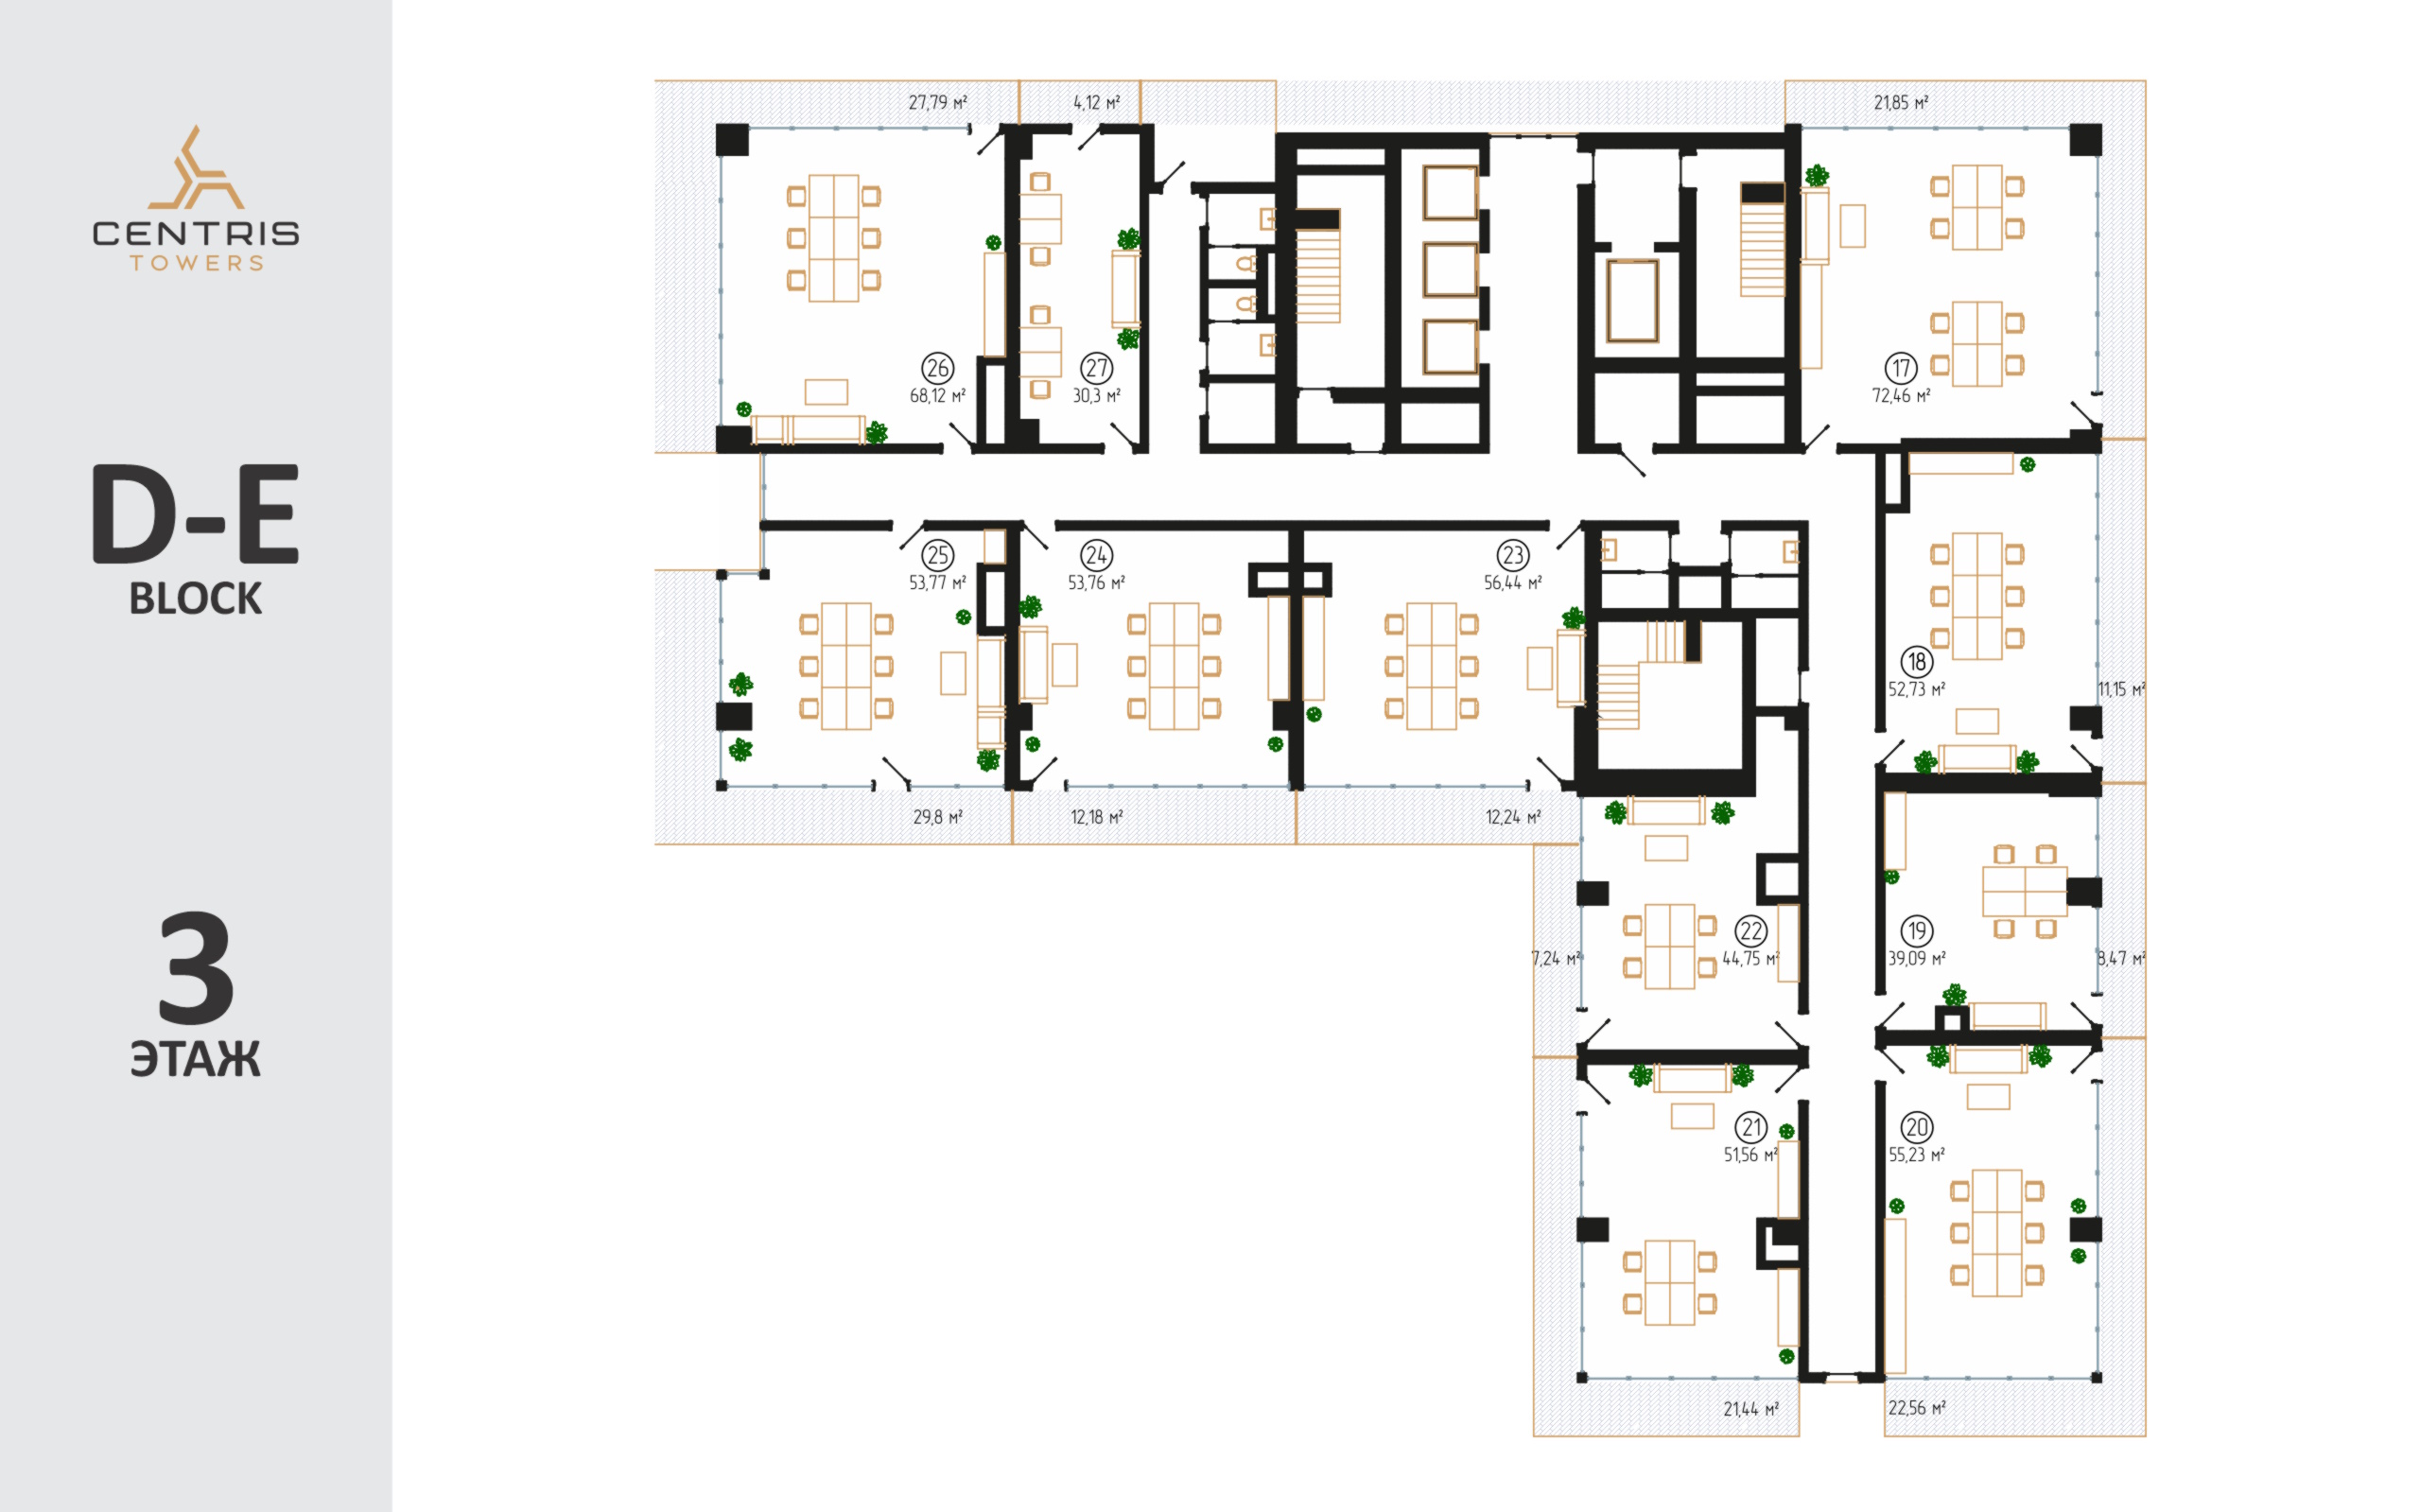 CENTRIS
TOWERS
D-E
BLOCK
3
ЭТАЖ
27,79 м²
4,12 м²
21,85 м²
26
68,12 м²
27
30,3 м²
17
72,46 м²
25
53,77 м²
24
53,76 м²
23
56,44 м²
18
52,73 м²
11,15 м²
29,8 м²
12,18 м²
12,24 м²
7,24 м²
22
44,75 м²
19
39,09 м²
8,47 м²
21
51,56 м²
20
55,23 м²
21,44 м²
22,56 м²